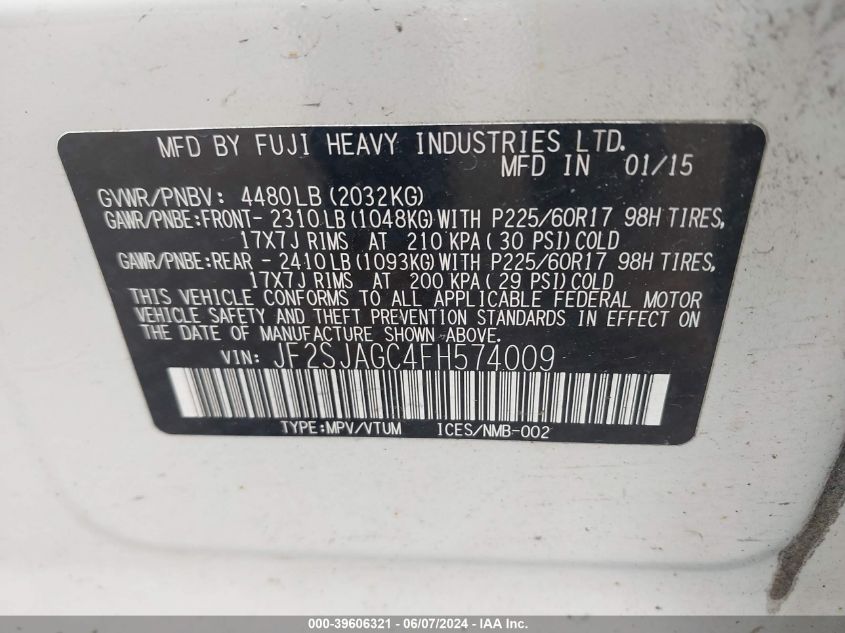 MFD BY FUJI HEAVY INDUSTRIES LTD.
MFD IN 01/15
GVWR/PNBV: 4480LB (2032KG)
GAWR/PNBE:FRONT- 2310LB (1048KG) WITH P225/60R17 98H TIRES,
17X7J RIMS AT 210 KPA( 30 PSI) COLD
GAWR/PNBE:REAR - 2410LB (1093KG) WITH P225/60R17 98H TIRES,
17X7J RIMS AT 200 KPA( 29 PSI) COLD
THIS VEHICLE CONFORMS TO ALL APPLICABLE FEDERAL MOTOR
VEHICLE SAFETY AND THEFT PREVENTION STANDARDS IN EFFECT ON
THE DATE OF MANUFACTURE SHOWN ABOVE.
VIN: JF2SJAGC4FH574009
TYPE:MPV/VTUM ICES/NMB-002
000-39606321 - 06/07/2024 - IAA Inc.